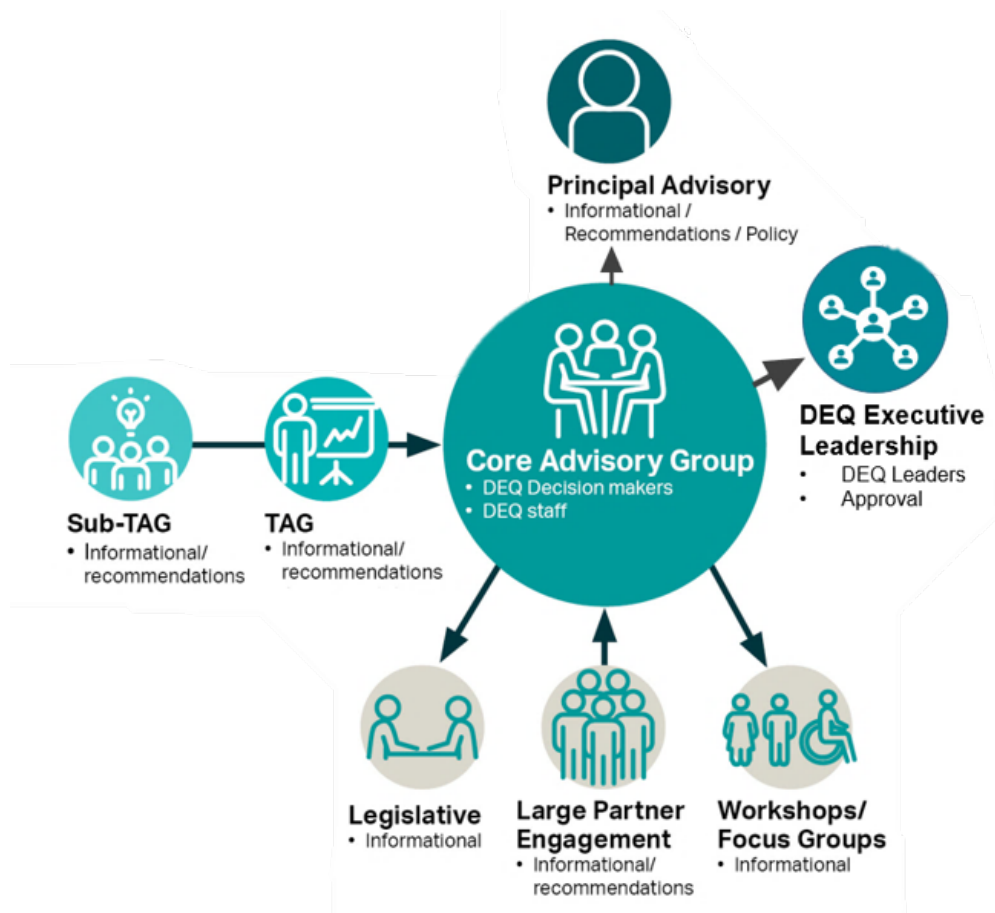 Principal Advisory
• Informational /
Recommendations / Policy
DEQ Executive
Leadership
• DEQ Leaders
• Approval
Core Advisory Group
• DEQ Decision makers
• DEQ staff
Sub-TAG
• Informational/
recommendations
TAG
• Informational/
recommendations
Legislative
• Informational
Large Partner
Engagement
• Informational/
recommendations
Workshops/
Focus Groups
• Informational